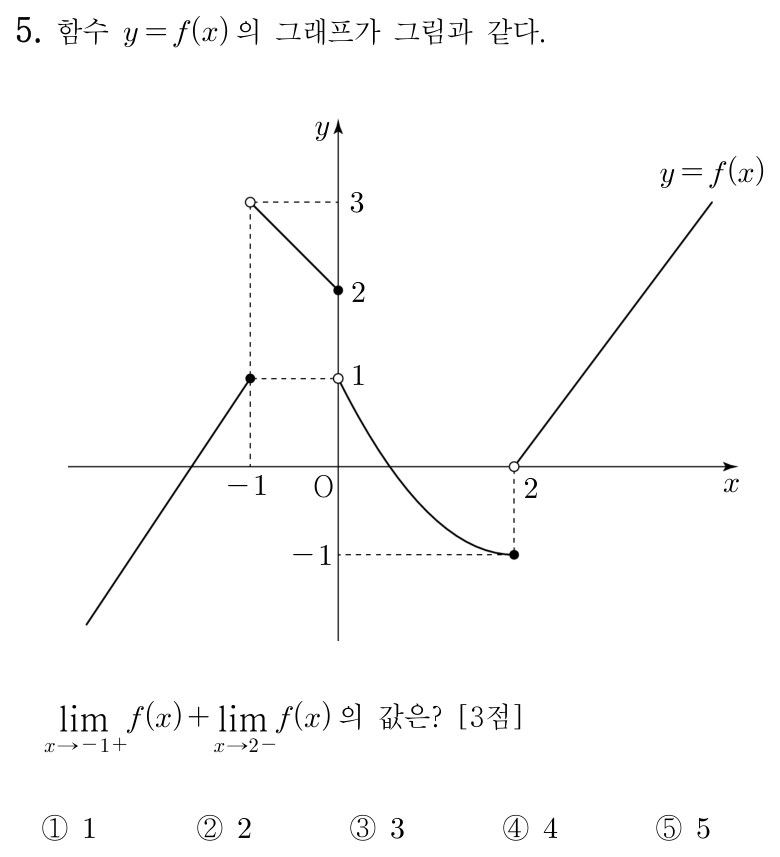 5. 함수 y=f(x)의 그래프가 그림과 같다.
y
y=f(x)
3
2
1
-1 O 2 x
-1
lim f(x)+lim f(x)의 값은? [3점]
x→-1+ x→2-
① 1 ② 2 ③ 3 ④ 4 ⑤ 5